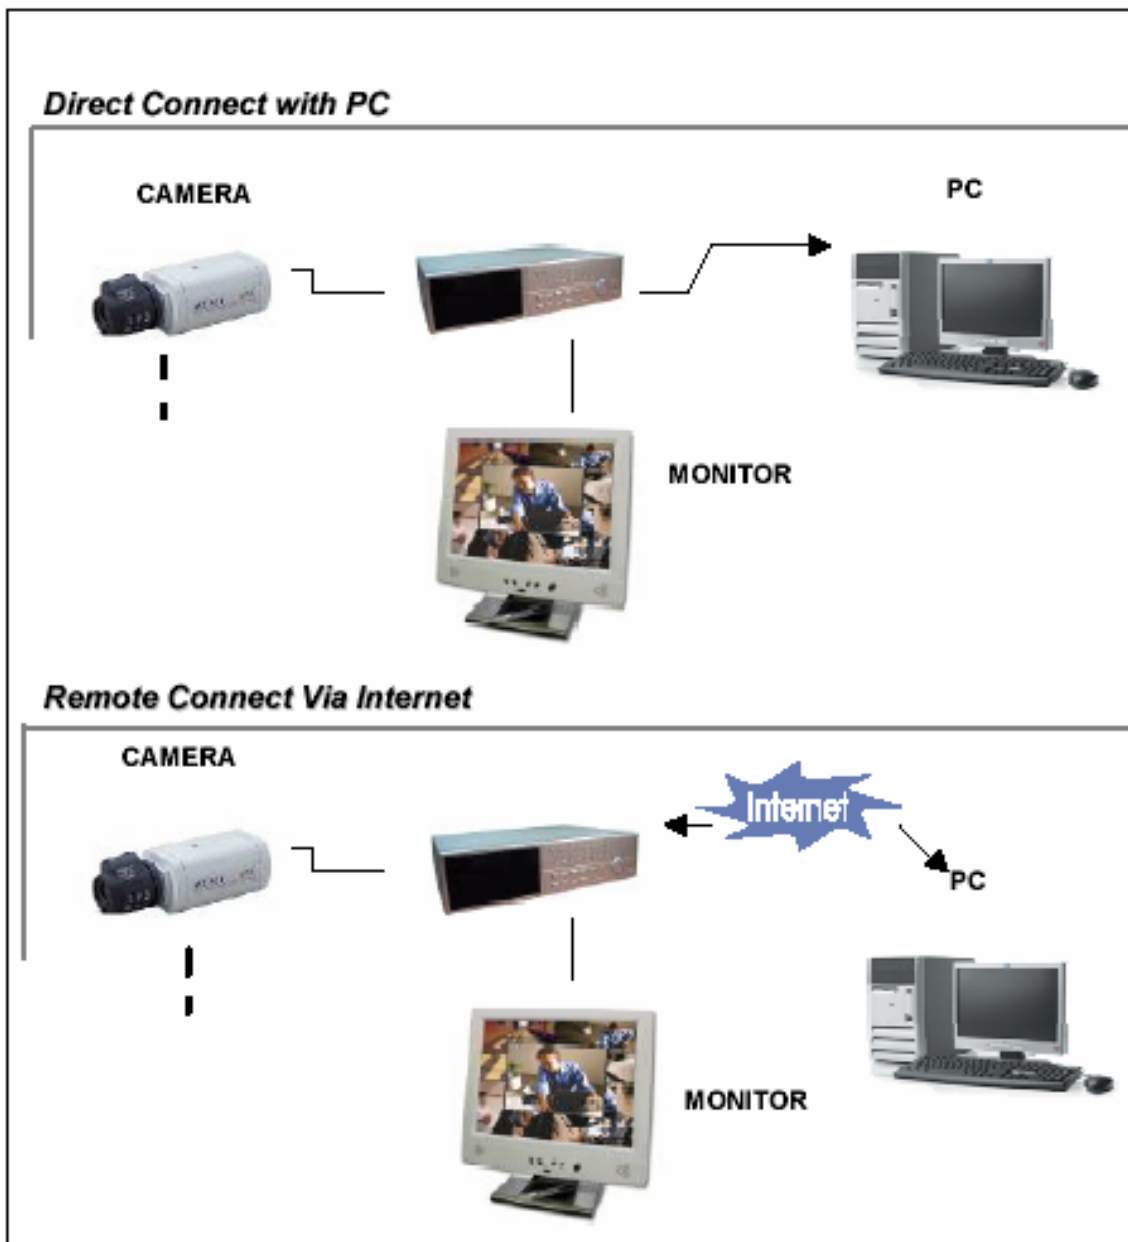 Direct Connect with PC
CAMERA
PC
MONITOR
Remote Connect Via Internet
CAMERA
Internet
PC
MONITOR